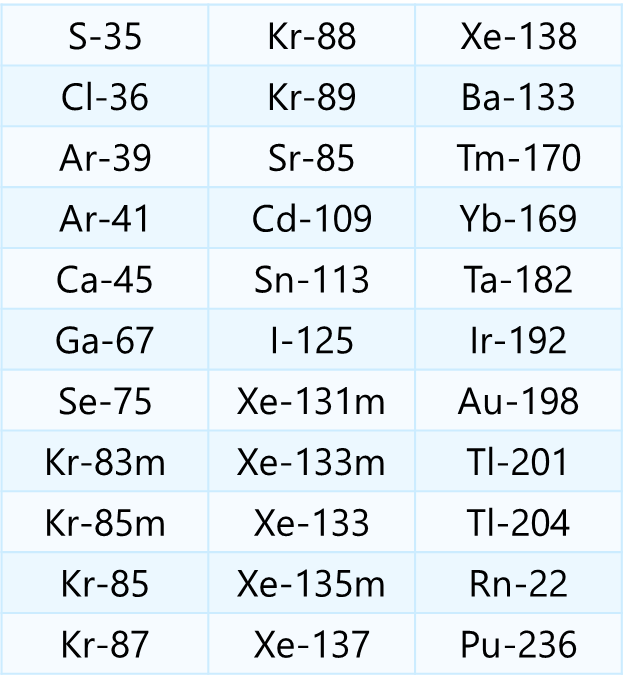 S-35 Kr-88 Xe-138
Cl-36 Kr-89 Ba-133
Ar-39 Sr-85 Tm-170
Ar-41 Cd-109 Yb-169
Ca-45 Sn-113 Ta-182
Ga-67 I-125 Ir-192
Se-75 Xe-131m Au-198
Kr-83m Xe-133m Tl-201
Kr-85m Xe-133 Tl-204
Kr-85 Xe-135m Rn-22
Kr-87 Xe-137 Pu-236